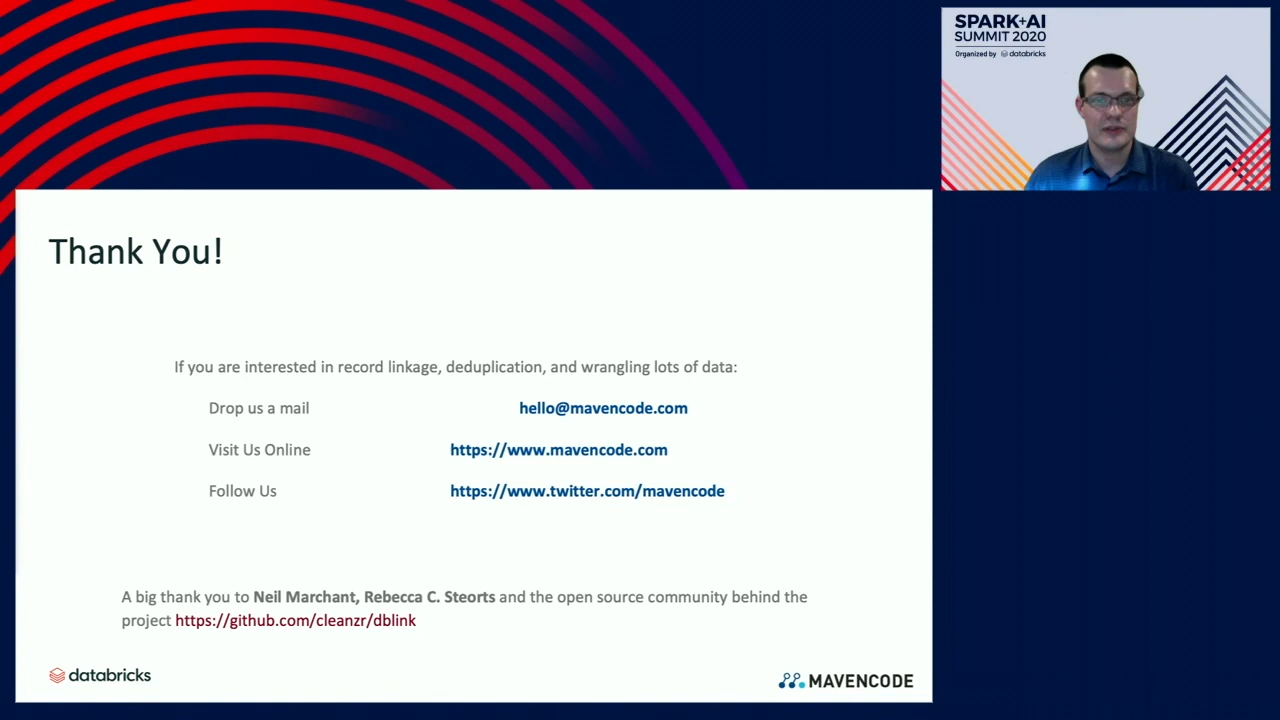 SPARK+AI
SUMMIT 2020
Organized by databricks
Thank You!
If you are interested in record linkage, deduplication, and wrangling lots of data:
Drop us a mail hello@mavencode.com
Visit Us Online https://www.mavencode.com
Follow Us https://www.twitter.com/mavencode
A big thank you to Neil Marchant, Rebecca C. Steorts and the open source community behind the
project https://github.com/cleanzr/dblink
databricks
MAVENCODE